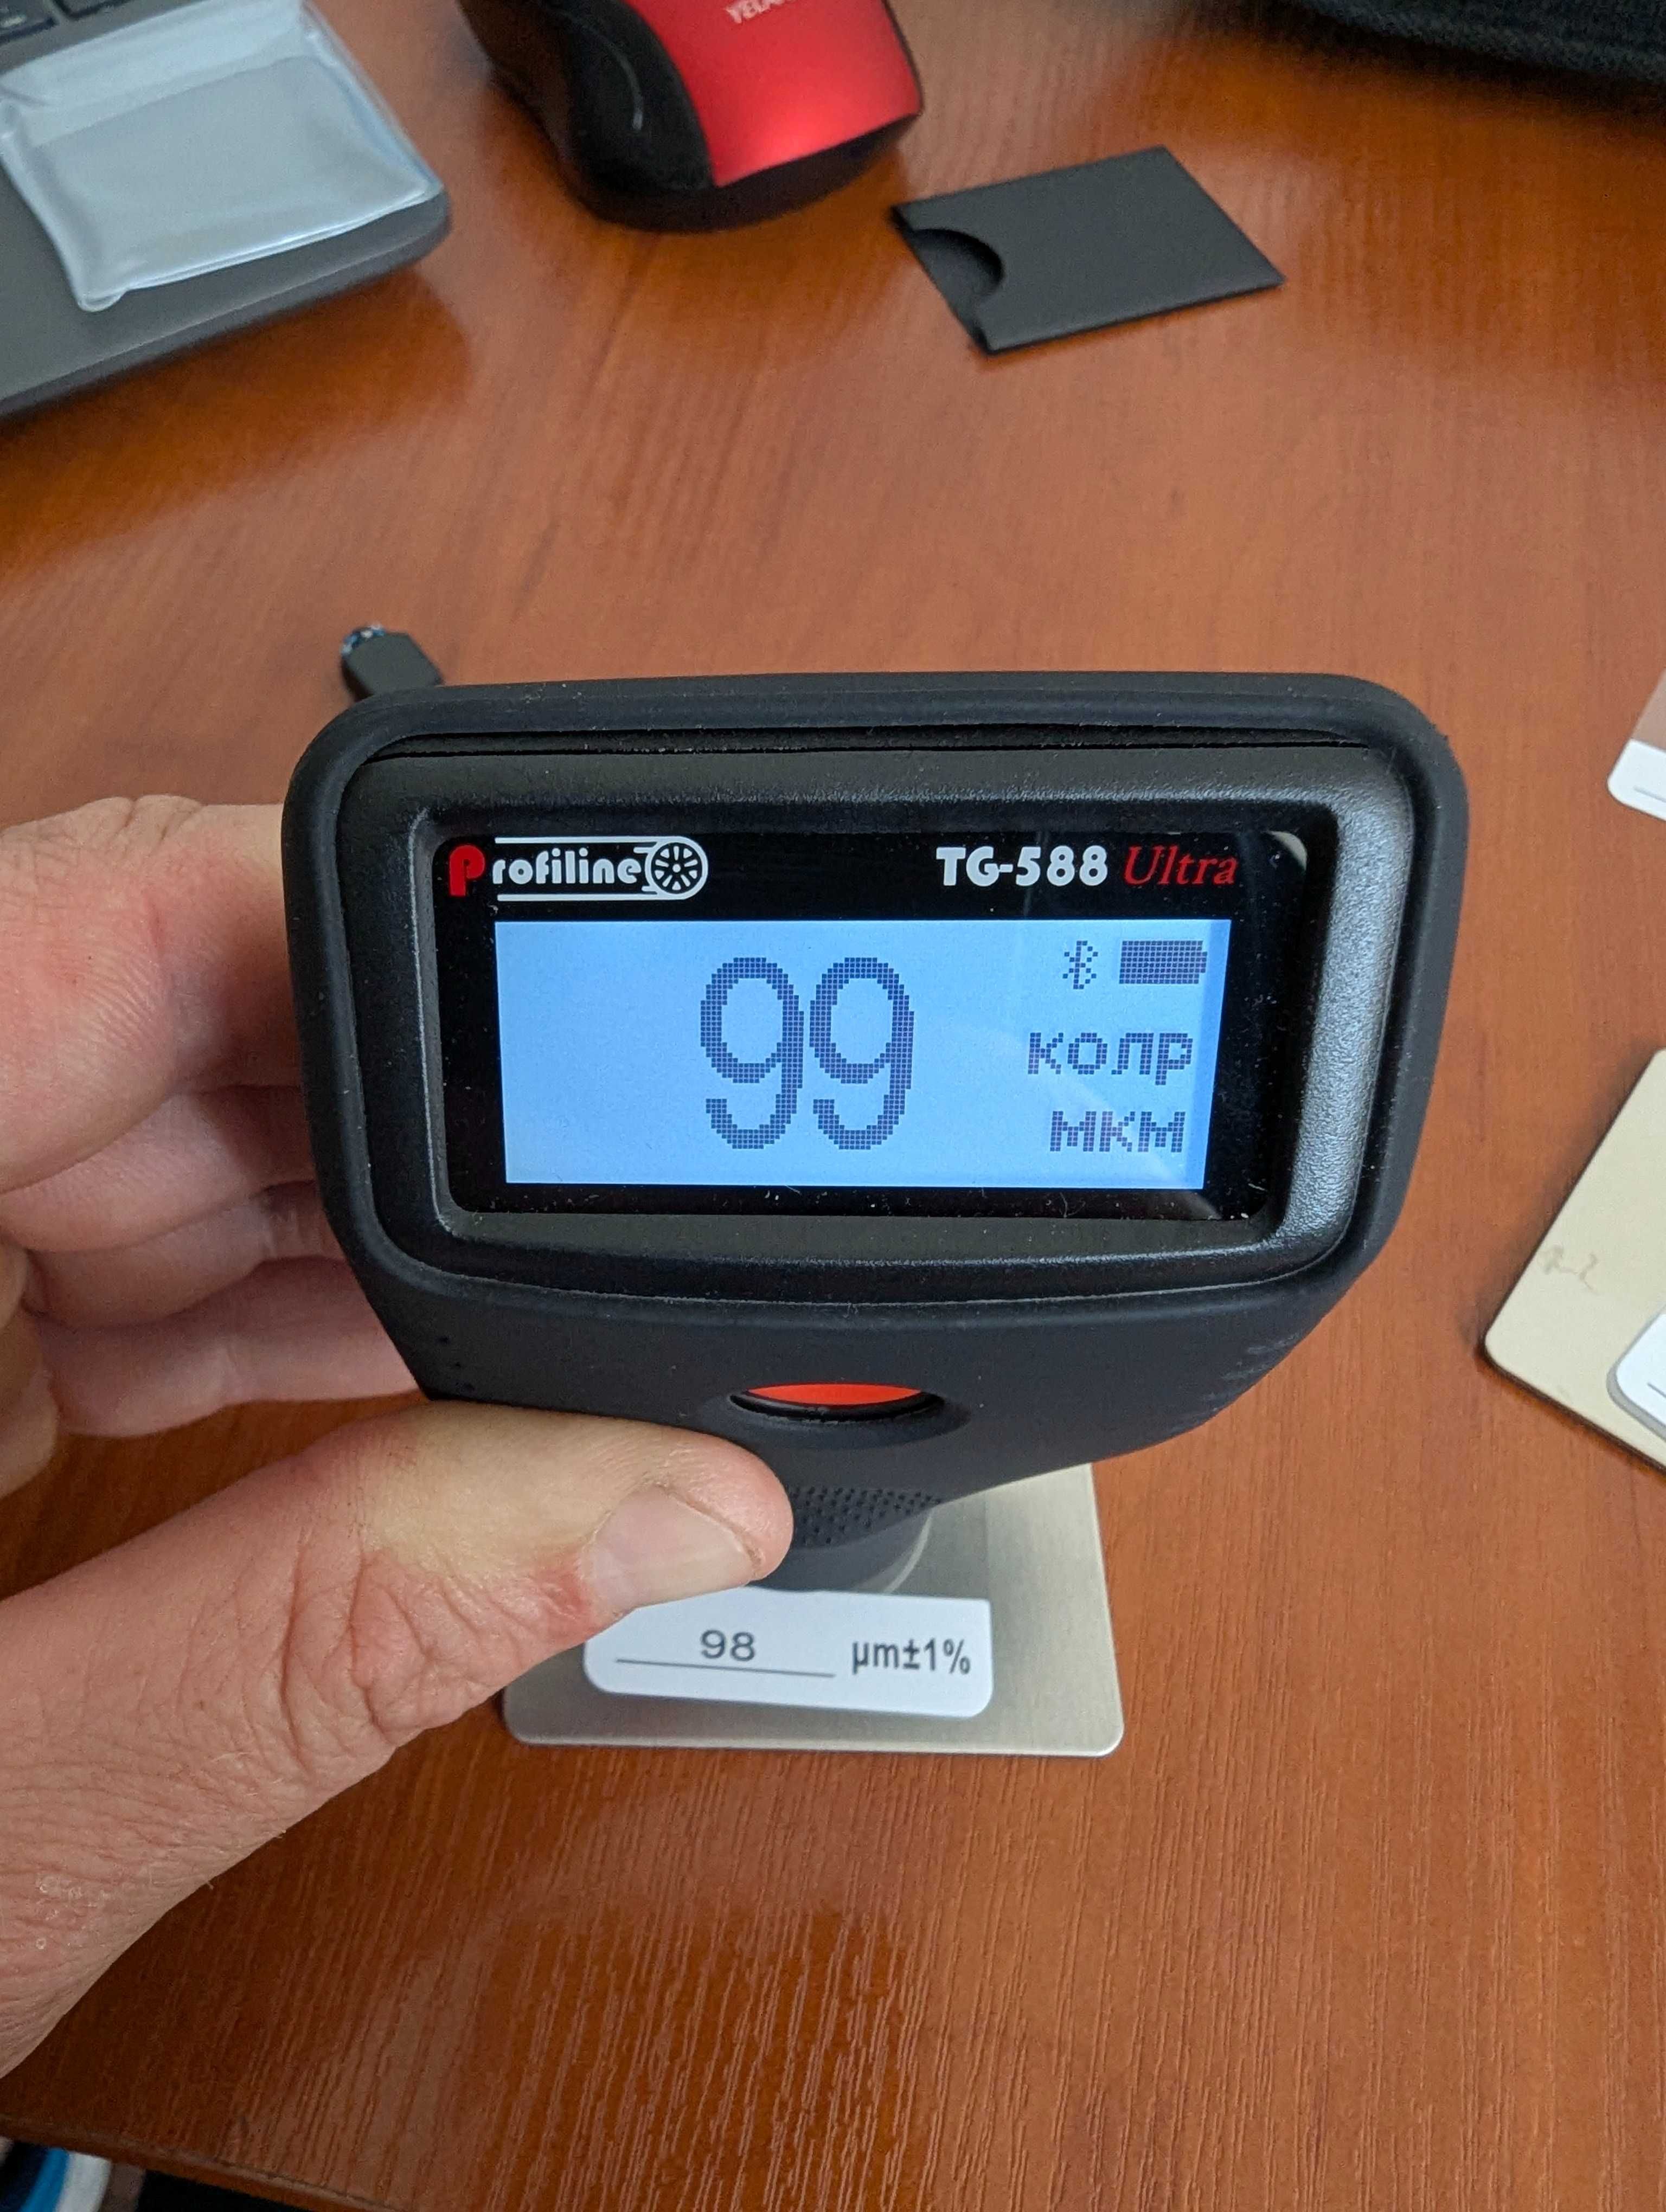 Profiline
TG-588 Ultra
99
колр
мкм
98 µm±1%